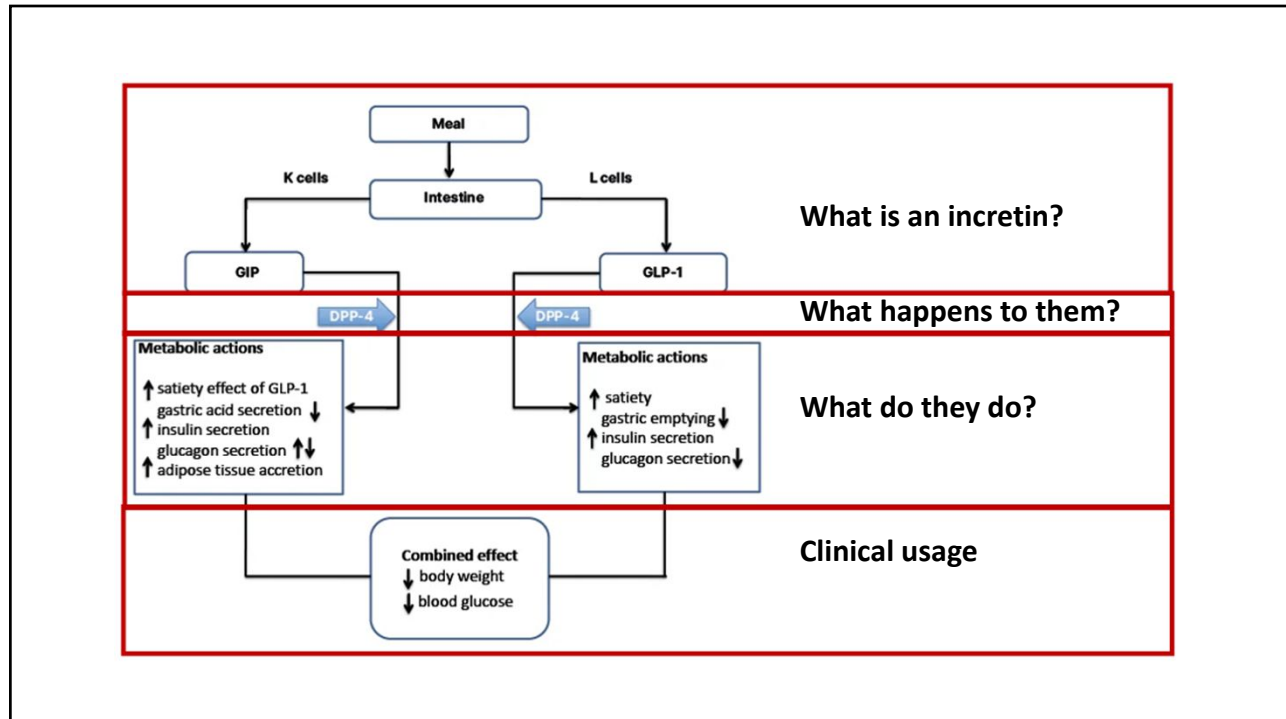 Meal
K cells
L cells
Intestine
What is an incretin?
GIP
GLP-1
What happens to them?
DPP-4
DPP-4
Metabolic actions
↑ satiety effect of GLP-1
gastric acid secretion ↓
↑ insulin secretion
glucagon secretion ↑↓
↑ adipose tissue accretion
Metabolic actions
↑ satiety
gastric emptying ↓
↑ insulin secretion
glucagon secretion ↓
What do they do?
Combined effect
↓ body weight
↓ blood glucose
Clinical usage